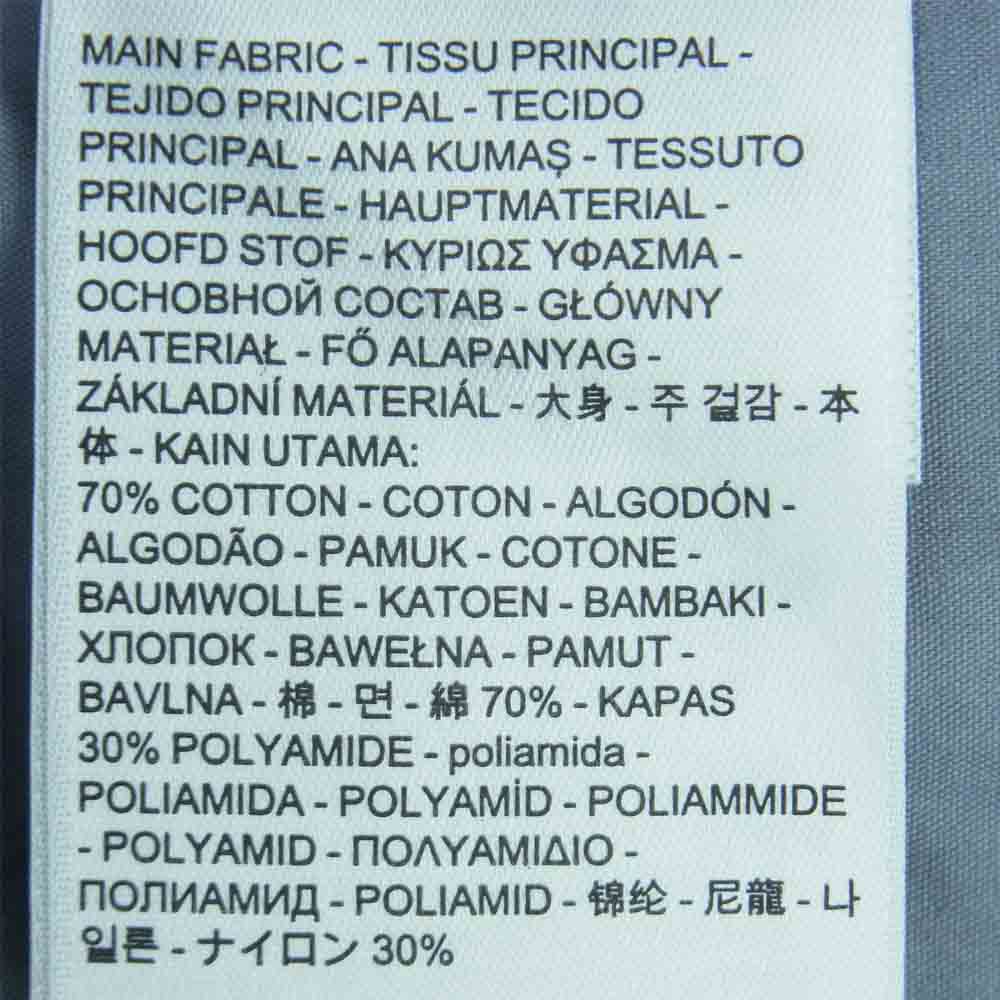 MAIN FABRIC - TISSU PRINCIPAL -
TEJIDO PRINCIPAL - TECIDO
PRINCIPAL - ANA KUMAŞ - TESSUTO
PRINCIPALE - HAUPTMATERIAL -
HOOFD STOF - ΚΥΡΙΩΣ ΥΦΑΣΜΑ -
ОСНОВНОЙ СОСТАВ - GŁÓWNY
MATERIAŁ - FŐ ALAPANYAG -
ZÁKLADNÍ MATERIÁL - 大身 - 주 겉감 - 本
体 - KAIN UTAMA:
70% COTTON - COTON - ALGODÓN -
ALGODÃO - PAMUK - COTONE -
BAUMWOLLE - KATOEN - ΒΑΜΒΑΚΙ -
ХЛОПОК - BAWEŁNA - PAMUT -
BAVLNA - 棉 - 면 - 綿 70% - KAPAS
30% POLYAMIDE - poliamida -
POLIAMIDA - POLYAMİD - POLIAMMIDE
- POLYAMID - ΠΟΛΥΑΜΙΔΙΟ -
ПОЛИАМИД - POLIAMID - 锦纶 - 尼龍 - 나
일론 - ナイロン 30%